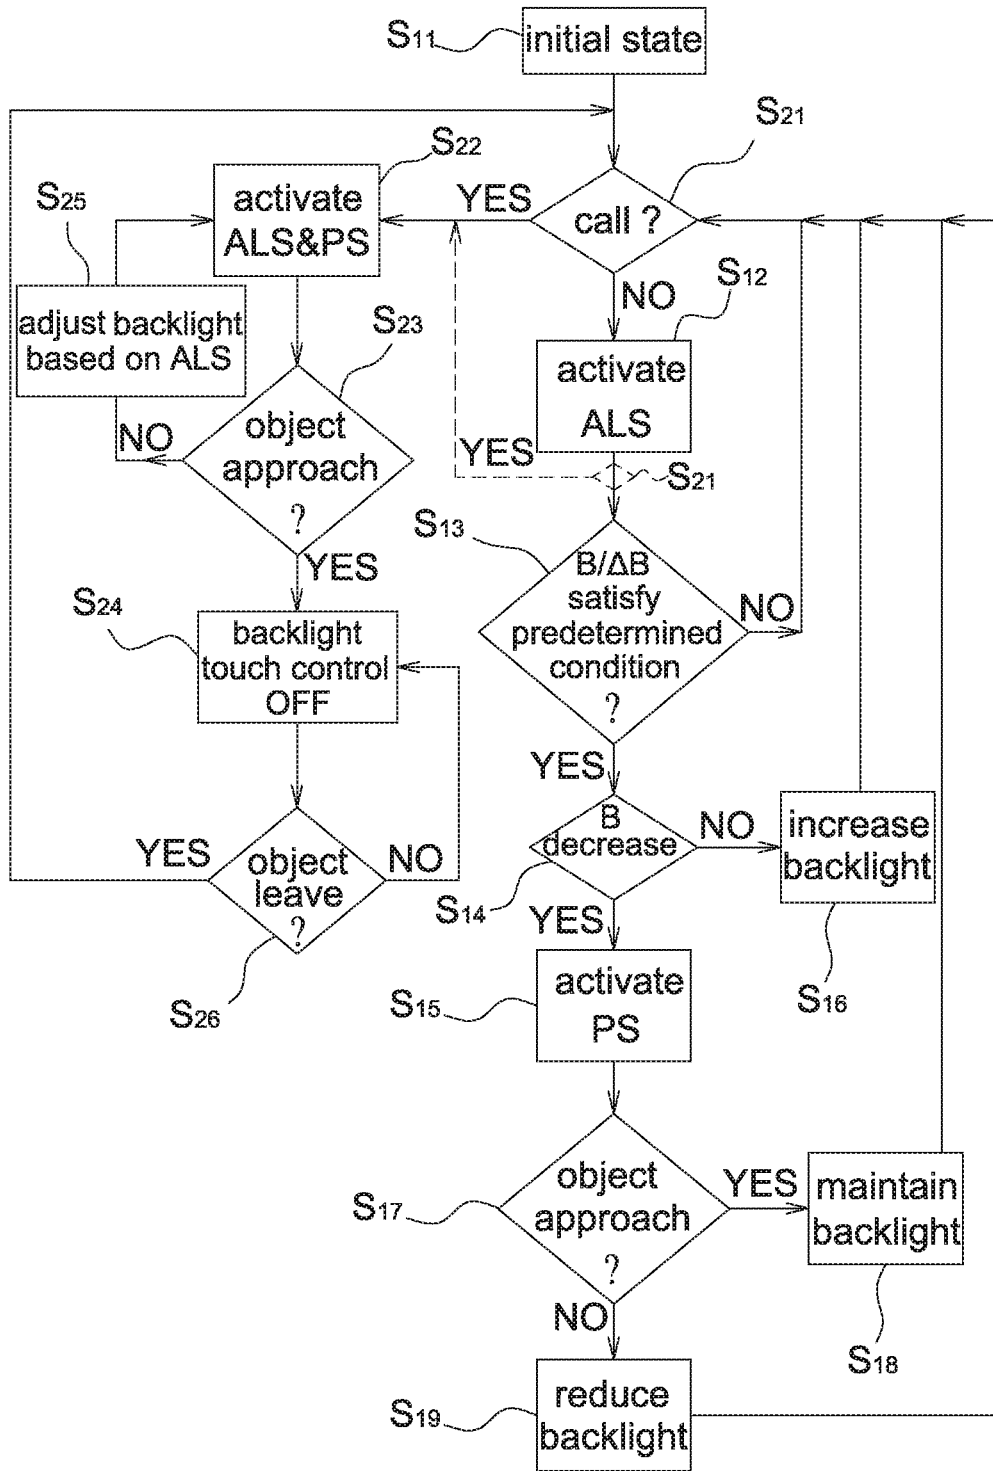 S11
initial state
S21
S22
activate
ALS&PS
YES
call ?
S25
NO
S12
adjust backlight
based on ALS
S23
activate
ALS
NO
object
approach
?
YES
S21
S13
YES
B/ΔB
satisfy
predetermined
condition
?
NO
S24
backlight
touch control
OFF
YES
B
decrease
NO
increase
backlight
YES
object
leave
?
NO
S14
YES
S16
S26
S15
activate
PS
S17
object
approach
?
YES
maintain
backlight
NO
S18
S19
reduce
backlight